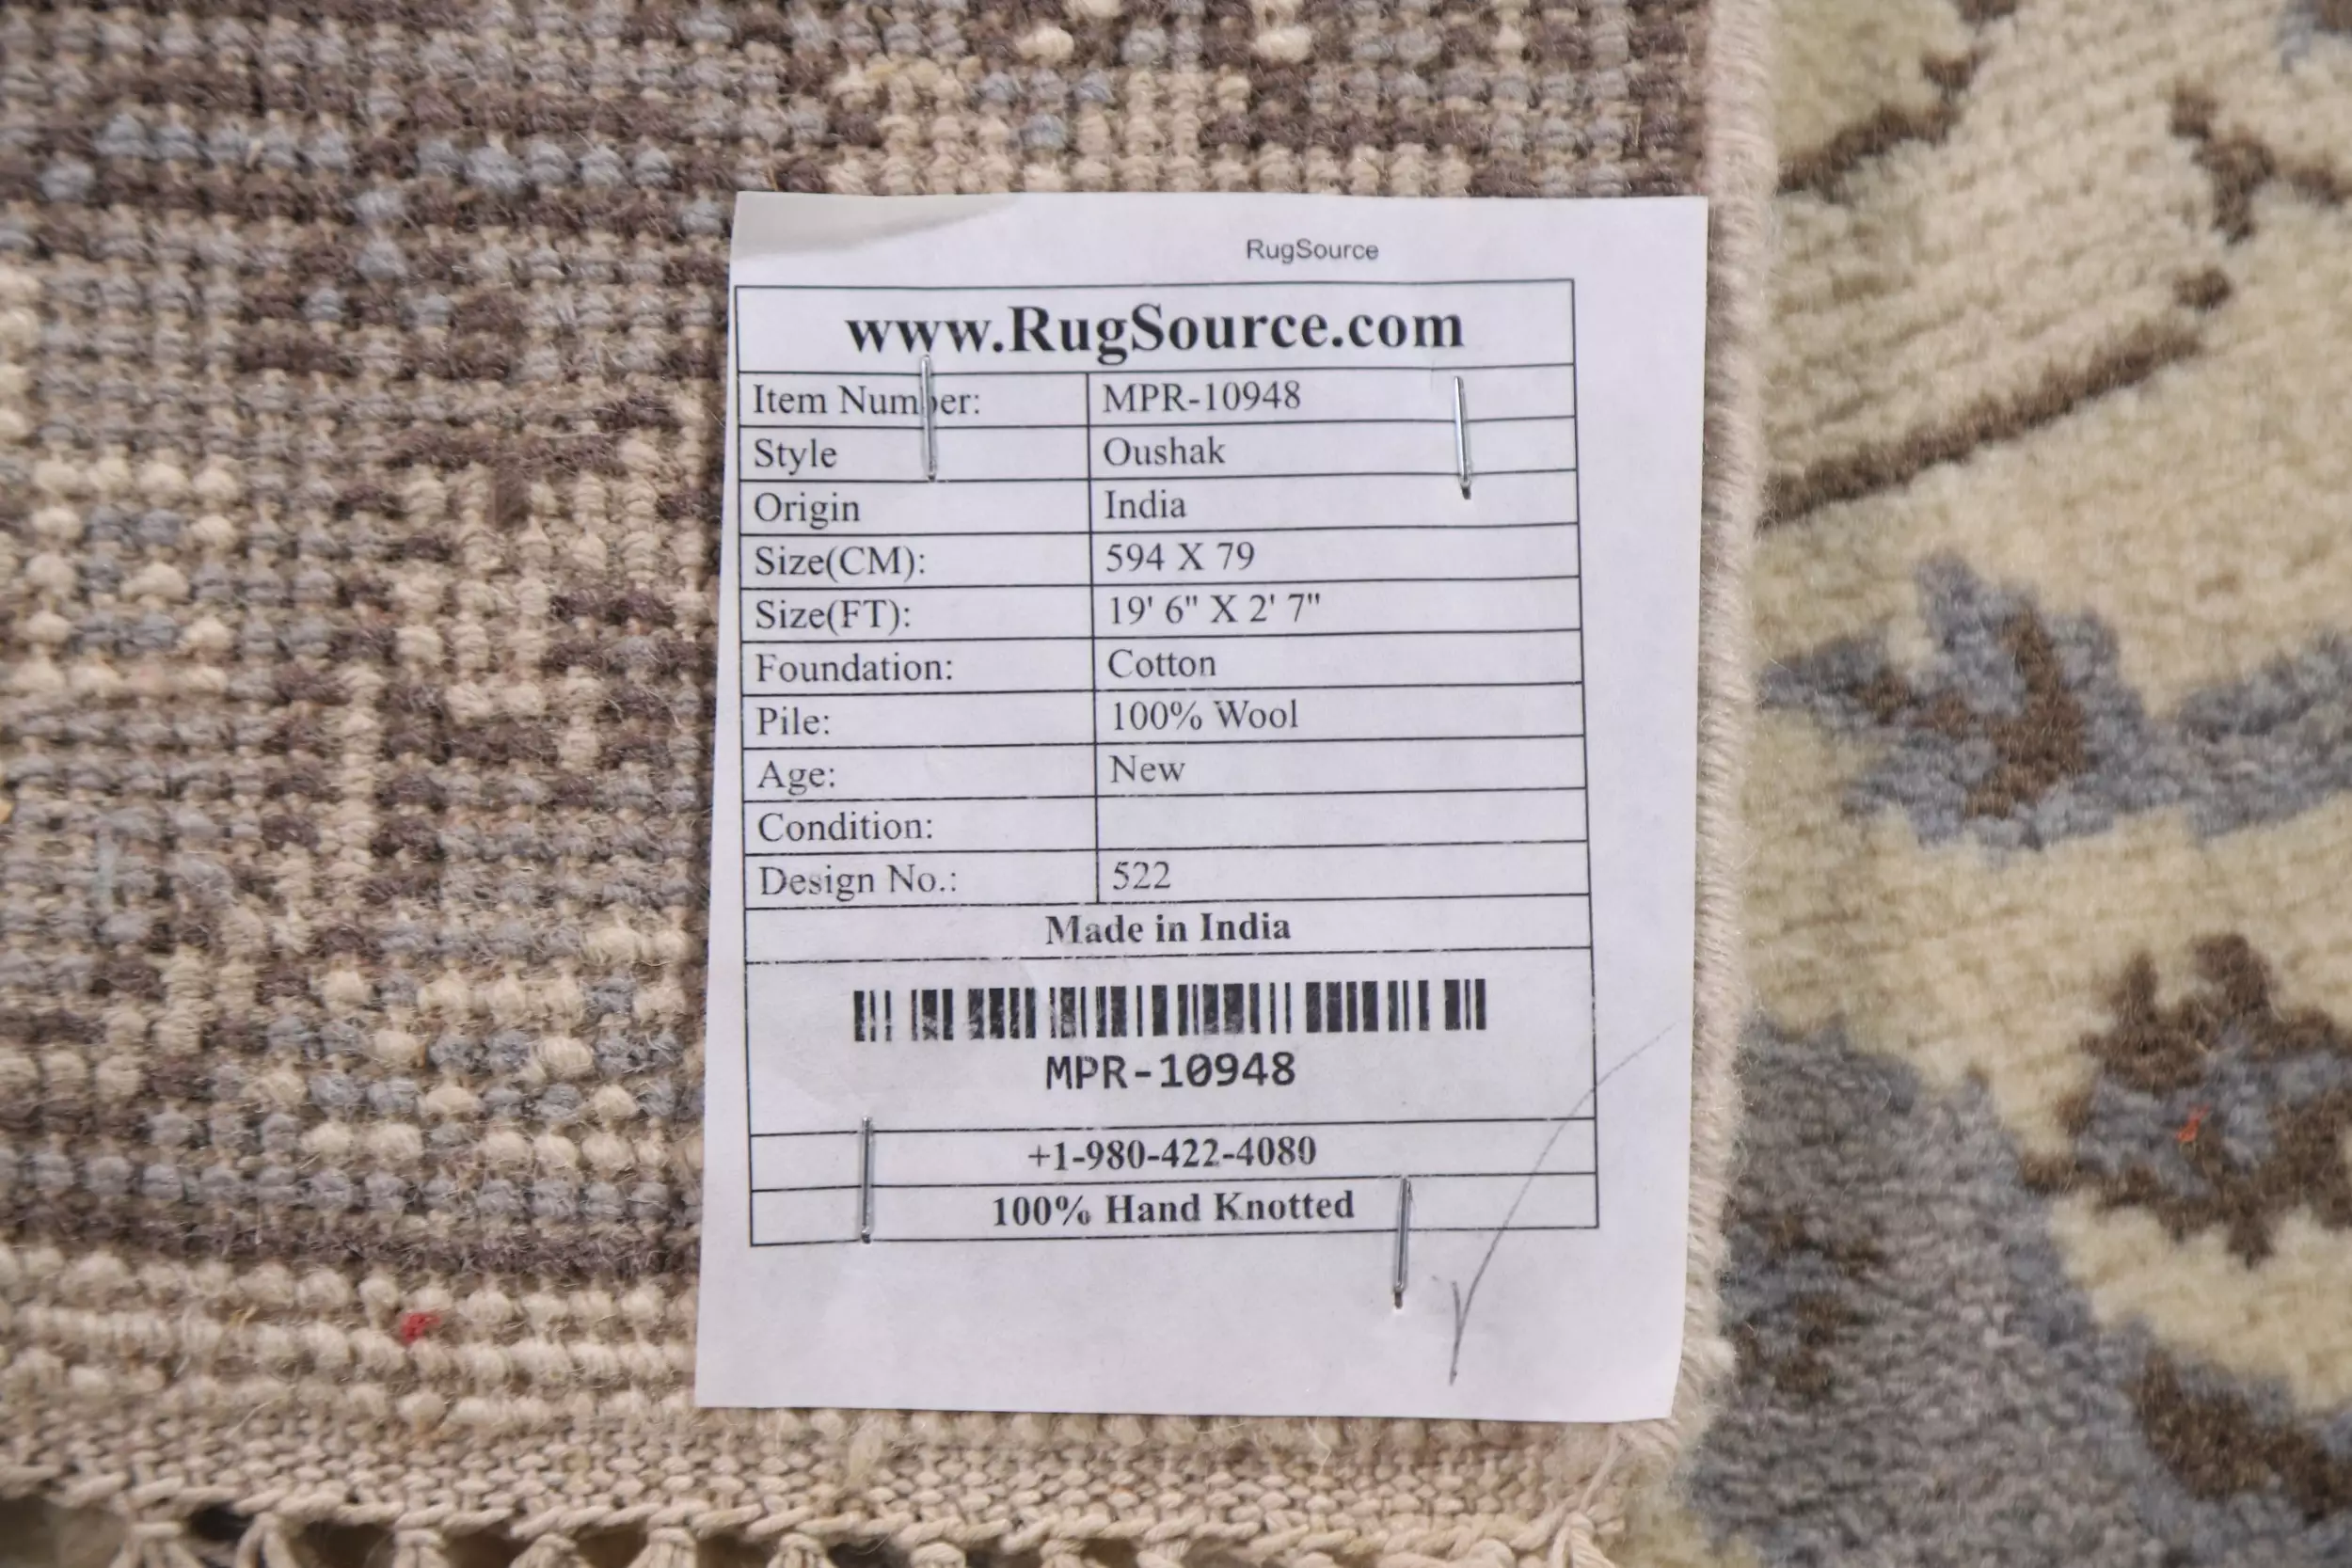 RugSource
www.RugSource.com
Item Number: MPR-10948
Style Oushak
Origin India
Size(CM): 594 X 79
Size(FT): 19' 6" X 2' 7"
Foundation: Cotton
Pile: 100% Wool
Age: New
Condition:
Design No.: 522
Made in India
MPR-10948
+1-980-422-4080
100% Hand Knotted